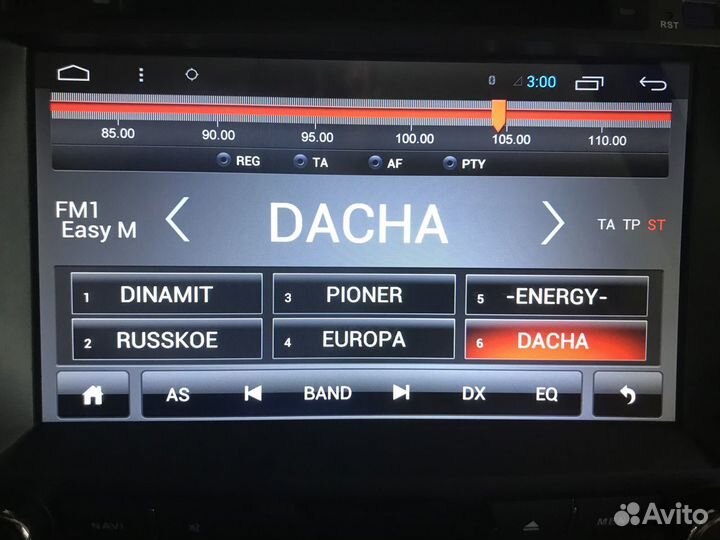 RST
3:00
85.00 90.00 95.00 100.00 105.00 110.00
REG TA AF PTY
FM1
Easy M
DACHA
TA TP ST
1 DINAMIT 3 PIONER 5 -ENERGY-
2 RUSSKOE 4 EUROPA 6 DACHA
AS BAND DX EQ
NAVI
Avito